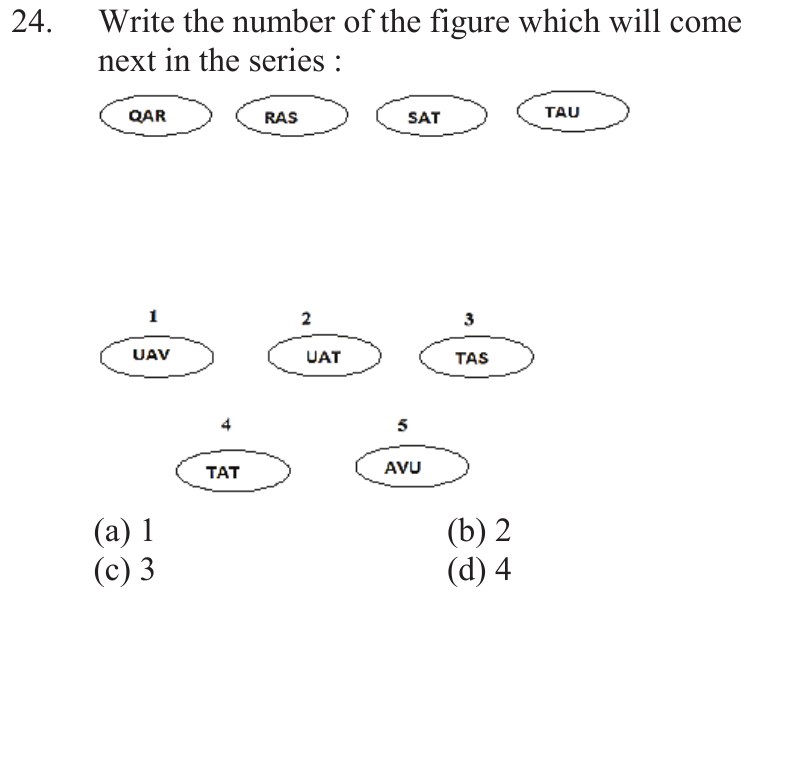 24. Write the number of the figure which will come
next in the series :
QAR RAS SAT TAU
1 2 3
UAV UAT TAS
4 5
TAT AVU
(a) 1 (b) 2
(c) 3 (d) 4